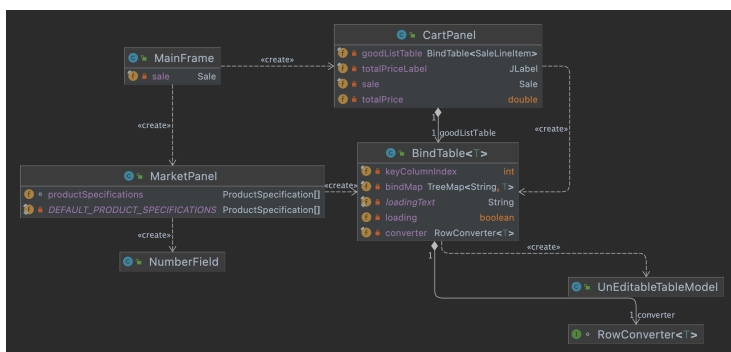 CartPanel
goodListTable BindTable<SaleLineItem>
totalPriceLabel JLabel
sale Sale
totalPrice double
MainFrame
sale Sale
«create»
«create»
«create»
1
1 goodListTable
BindTable<T>
keyColumnIndex int
bindMap TreeMap<String, T>
loadingText String
loading boolean
converter RowConverter<T>
MarketPanel
productSpecifications ProductSpecification[]
DEFAULT_PRODUCT_SPECIFICATIONS ProductSpecification[]
«create»
«create»
NumberField
1
«create»
UnEditableTableModel
1 converter
RowConverter<T>